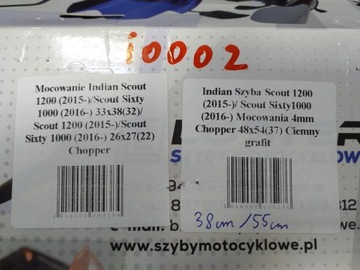 i0002
Mocowanie Indian Scout
1200 (2015-)/Scout Sixty
1000 (2016-) 33x38(32)/
Scout 1200 (2015-)/Scout
Sixty 1000 (2016-) 26x27(22)
Chopper
Indian Szyba Scout 1200
(2015-)/ Scout Sixty1000
(2016-) Mocowania 4mm
Chopper 48x54(37) Ciemny
grafit
38cm/55cm
www.szybymotocyklowe.pl